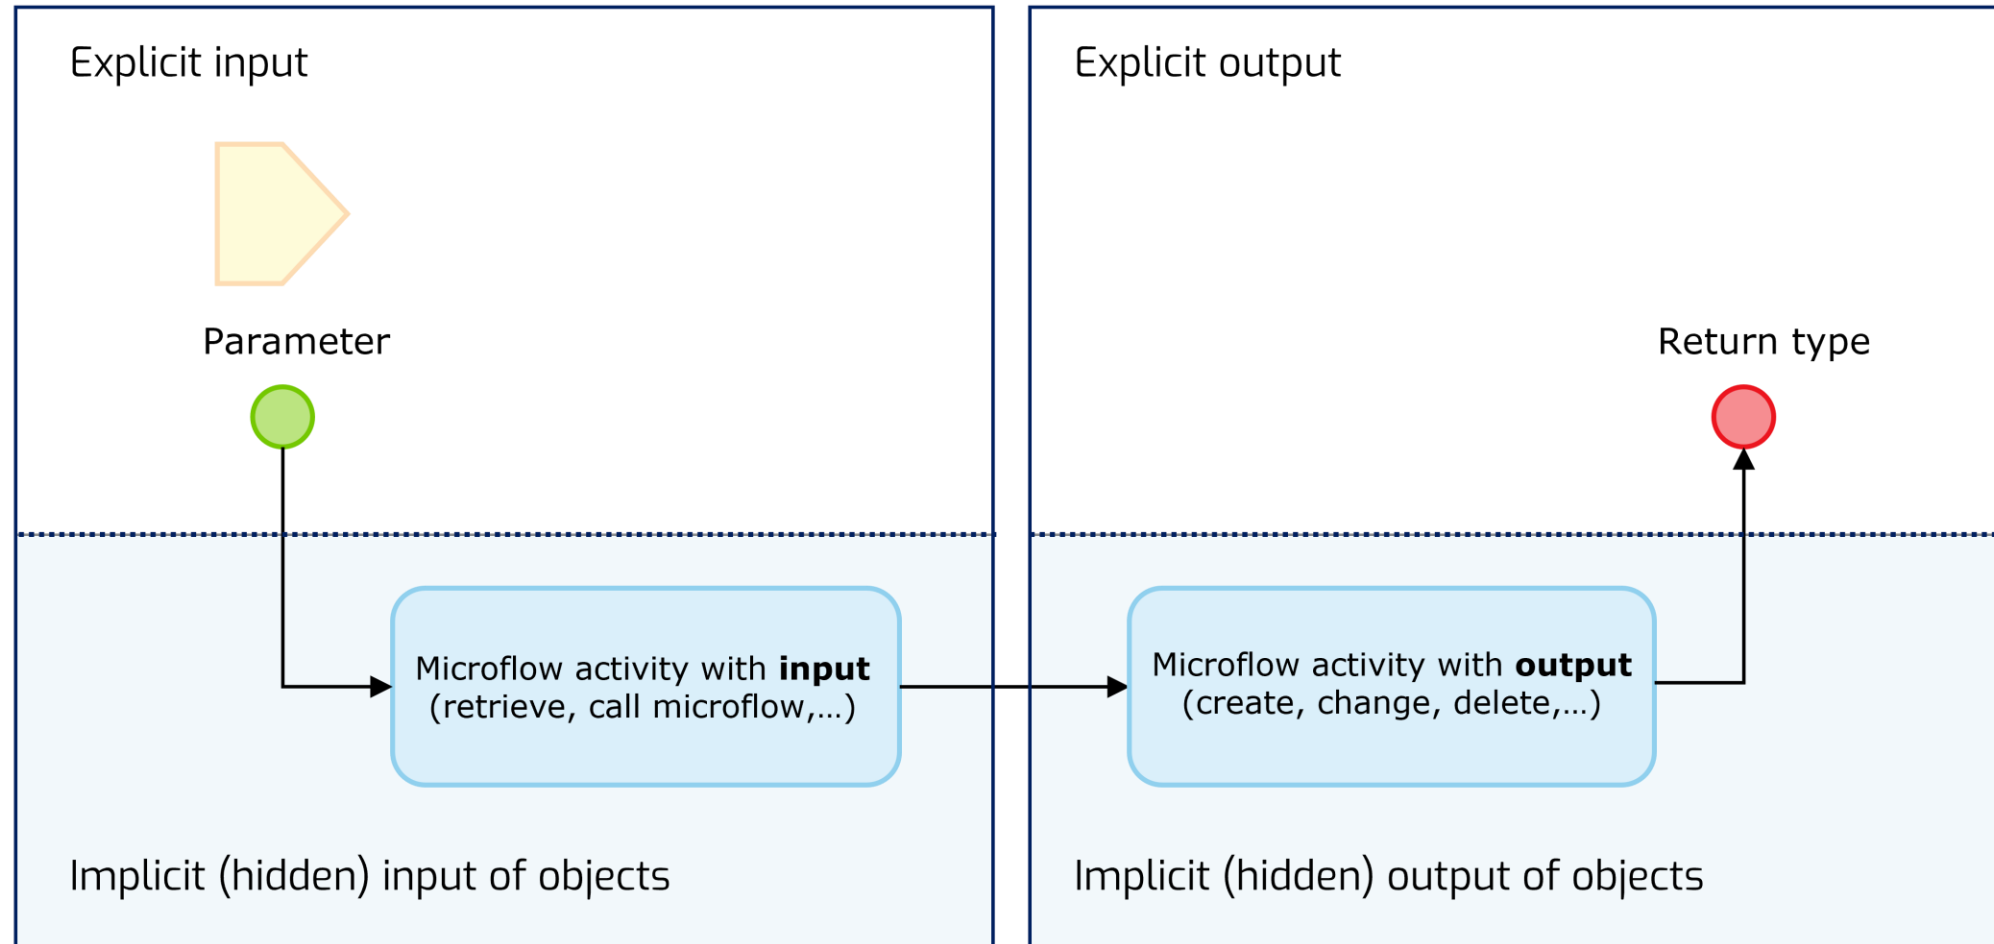 Explicit input
Parameter
Microflow activity with input
(retrieve, call microflow,...)
Implicit (hidden) input of objects
Explicit output
Return type
Microflow activity with output
(create, change, delete,...)
Implicit (hidden) output of objects